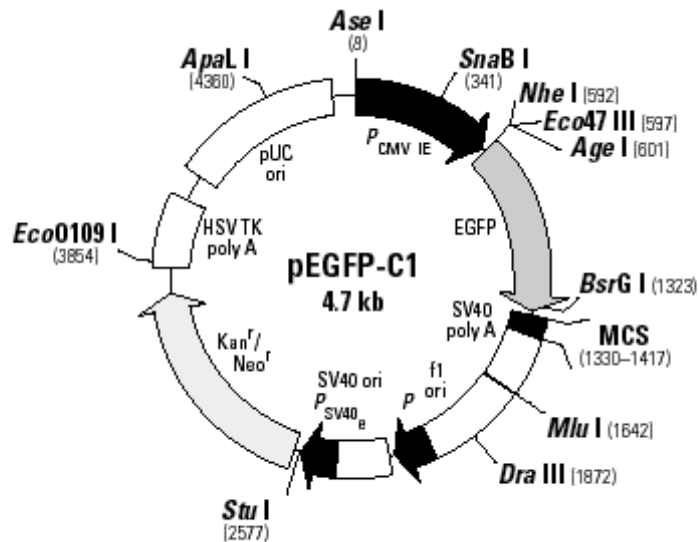 Ase I
(8)
ApaL I
(4360)
SnaB I
(341)
Nhe I (592)
Eco47 III (597)
Age I (601)
P CMV IE
pUC
ori
EGFP
HSV TK
poly A
EcoO109 I
(3854)
pEGFP-C1
4.7 kb
BsrG I (1323)
SV40
poly A
MCS
(1330–1417)
Kanʳ/
Neoʳ
SV40 ori
P SV40e
f1
ori
P
Mlu I (1642)
Dra III (1872)
Stu I
(2577)